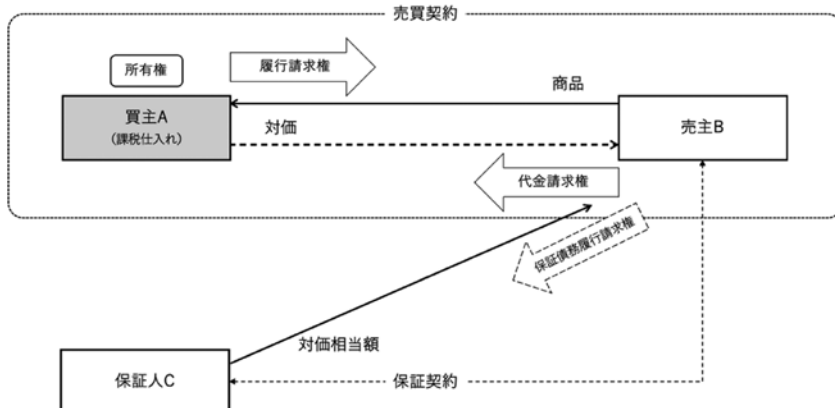 売買契約
所有権
履行請求権
商品
買主A
(課税仕入れ)
対価
売主B
代金請求権
保証債務履行請求権
対価相当額
保証人C
保証契約